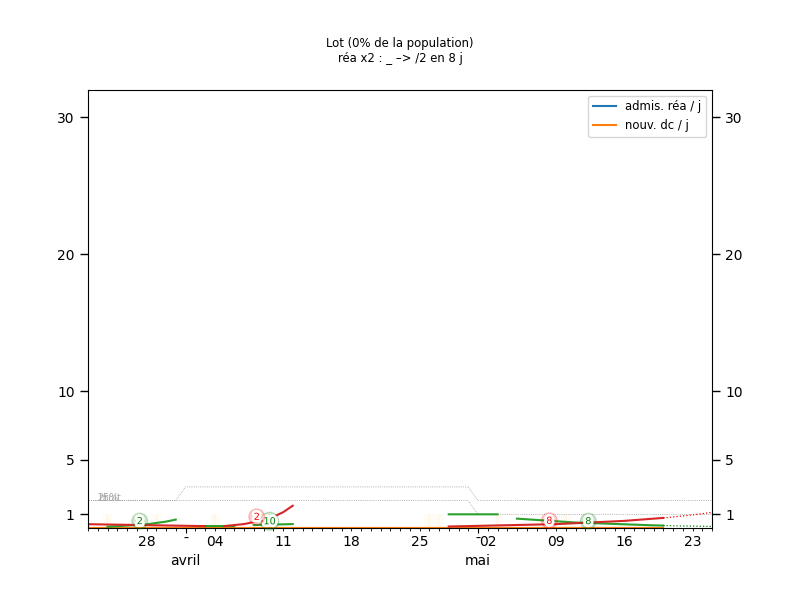 Lot (0% de la population)
réa x2 : _ –> /2 en 8 j
admis. réa / j
nouv. dc / j
30 30
20 20
10 10
5 5
1 1
2 2 10 8 8
28 - 04 11 18 25 -02 09 16 23
avril mai